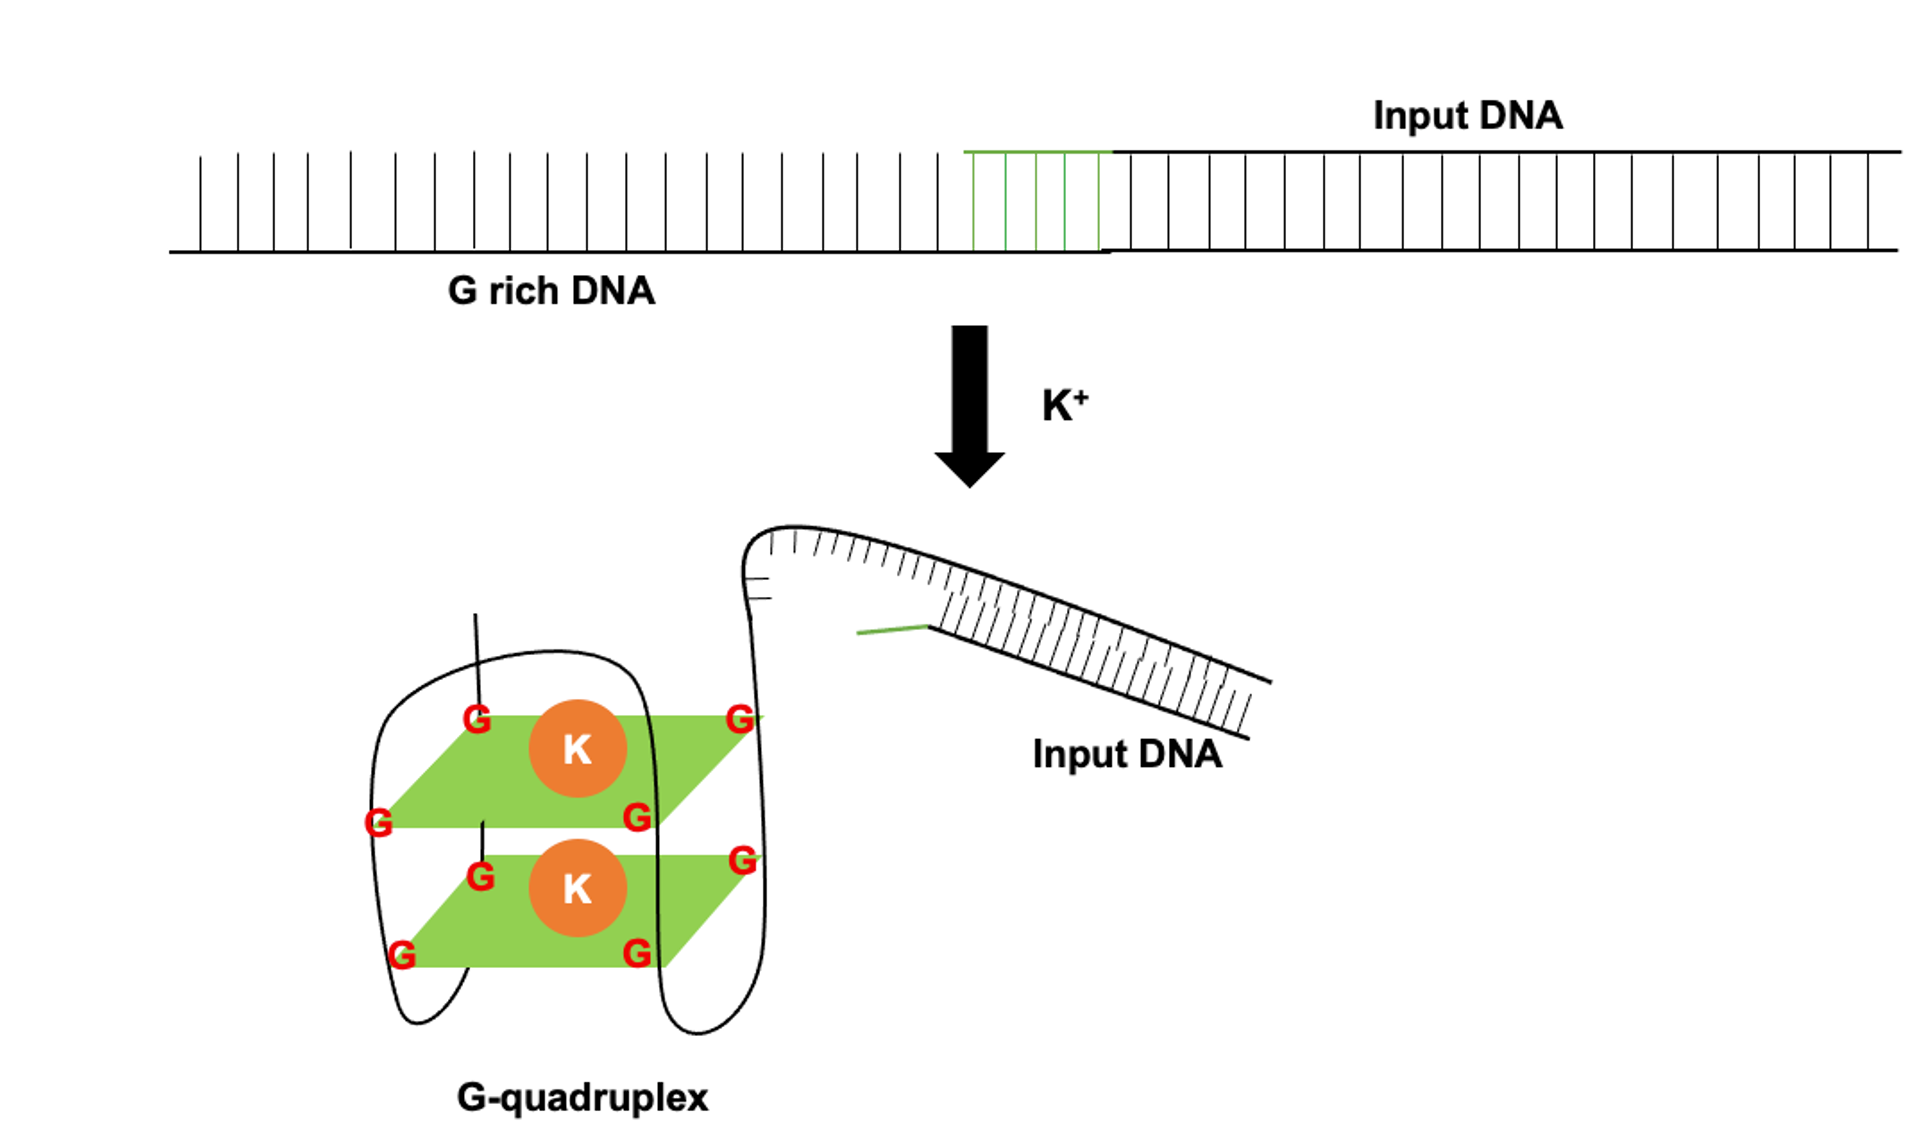 Input DNA
G rich DNA
K⁺
G G
K
G G
G G
K
G G
Input DNA
G-quadruplex